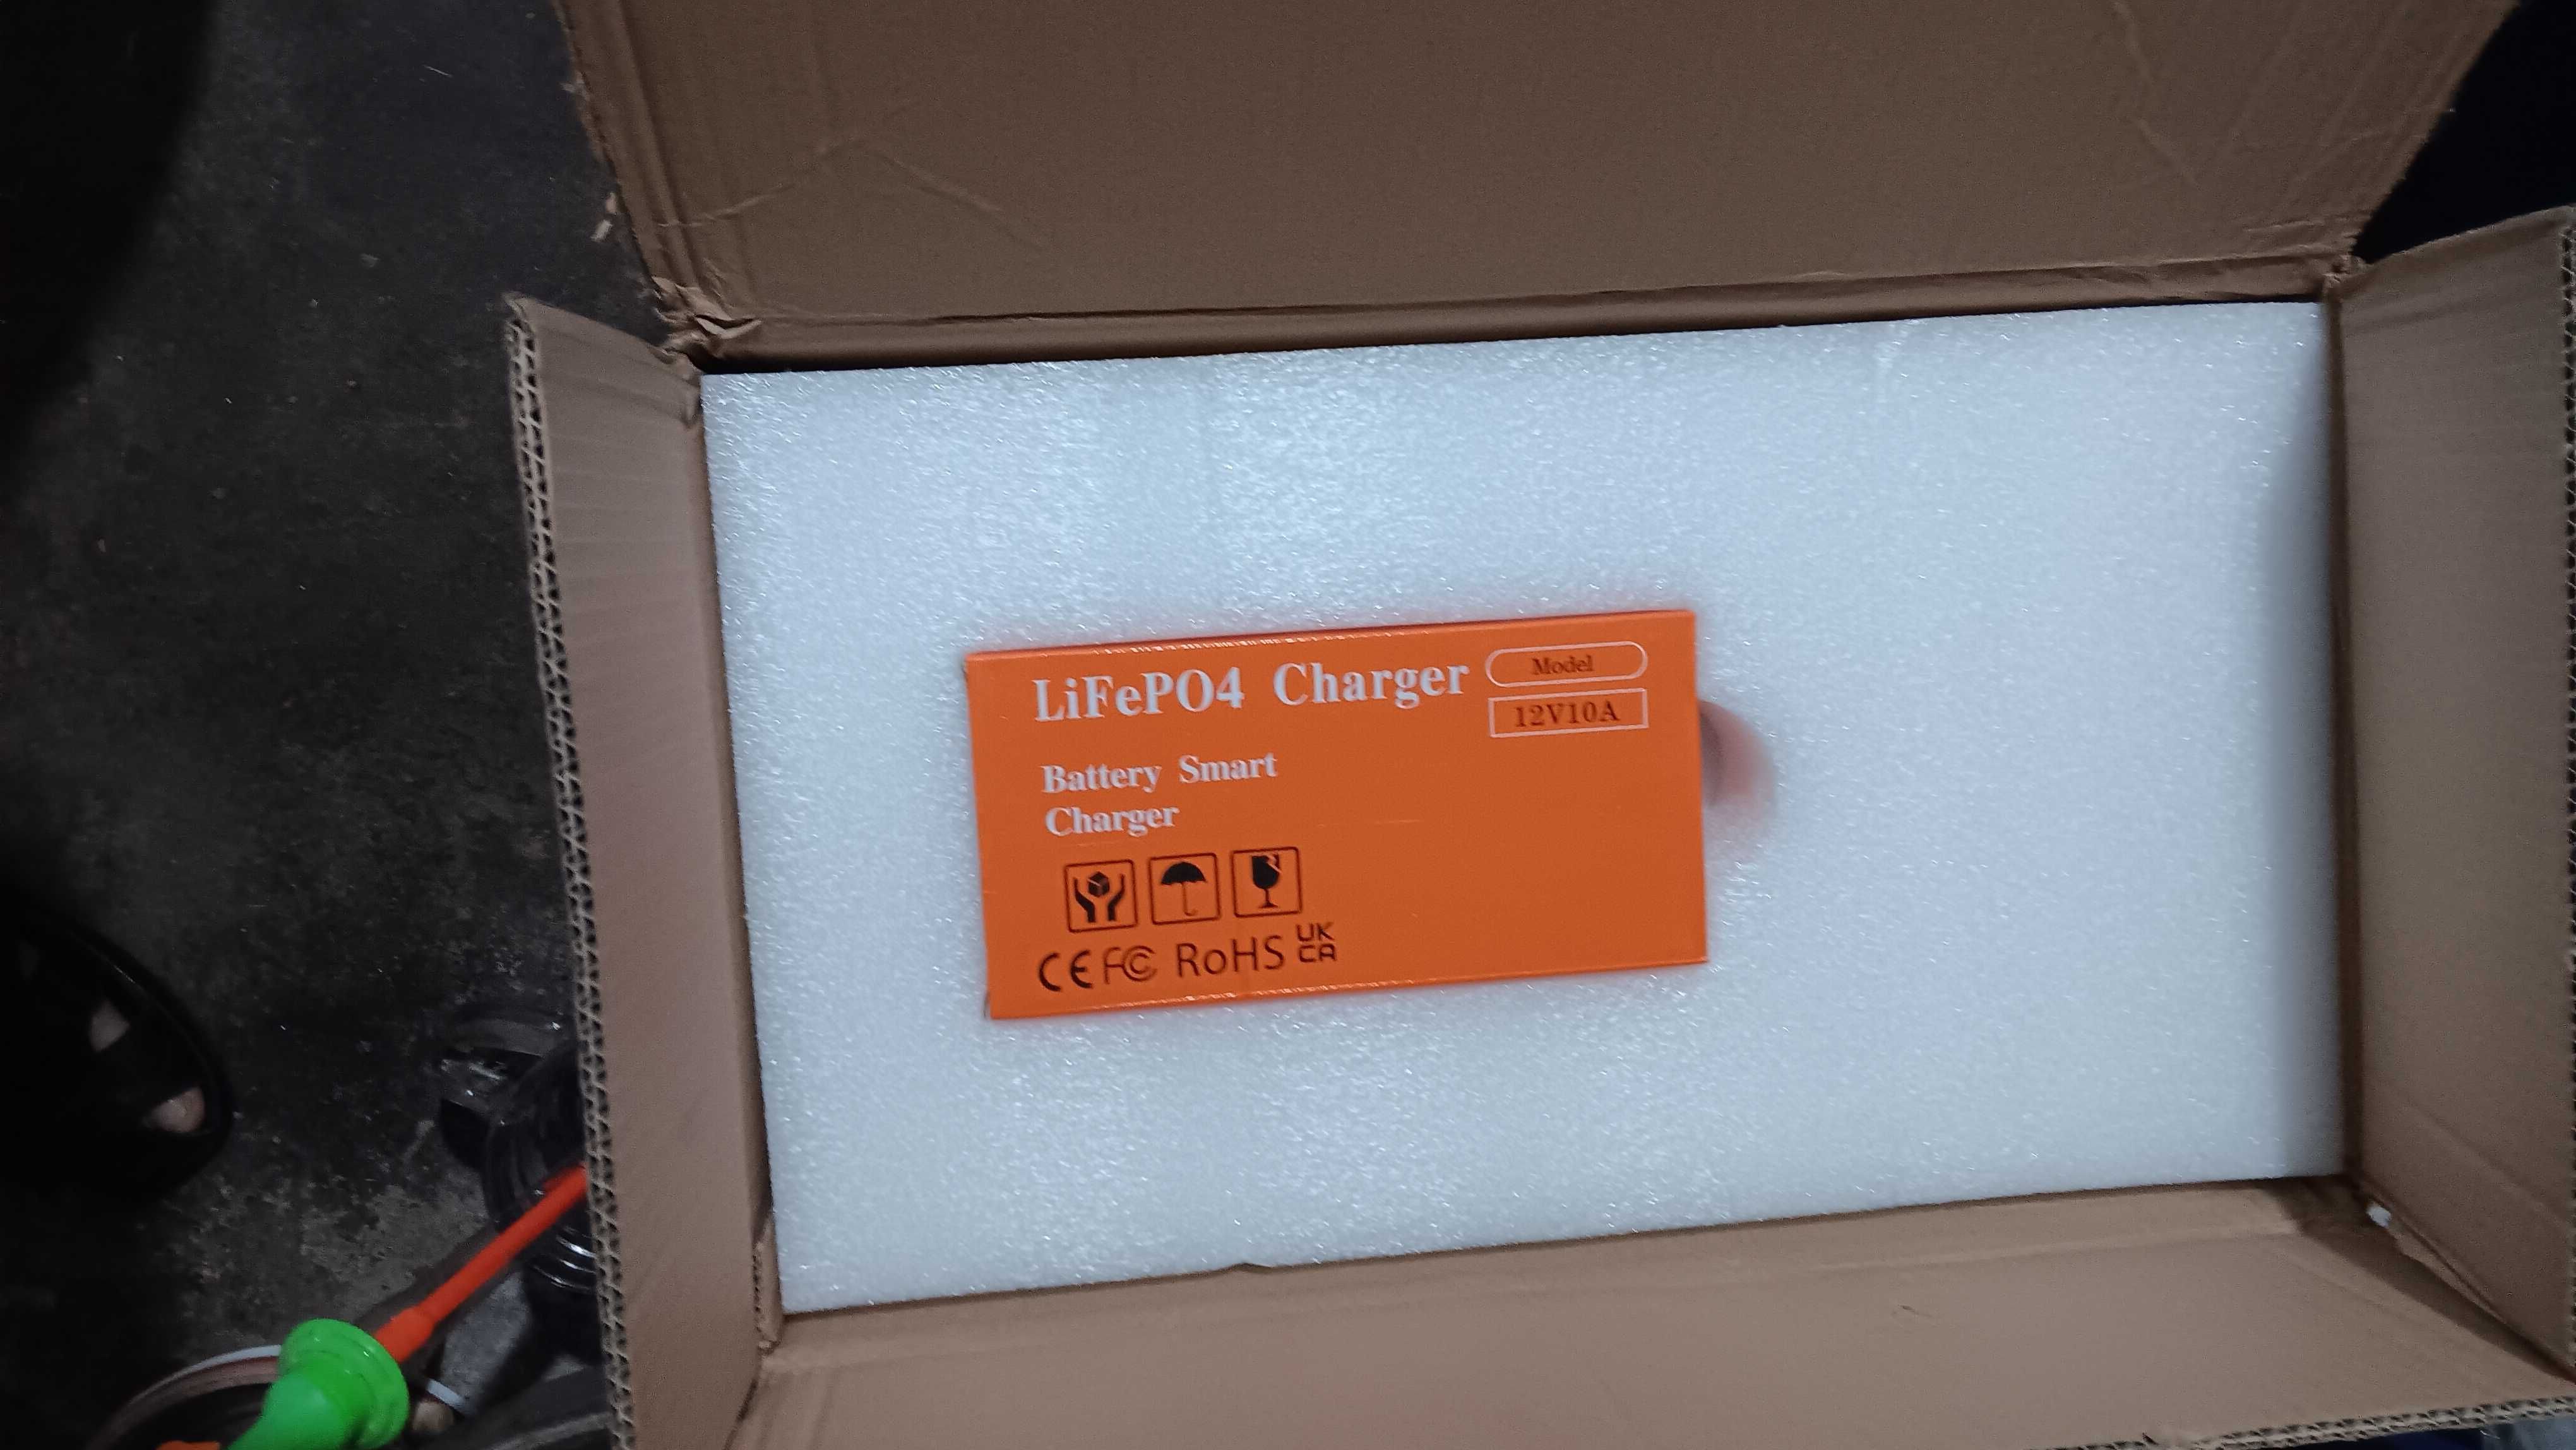 LiFePO4 Charger
Model
12V10A
Battery Smart
Charger
CE FC RoHS UK
CA